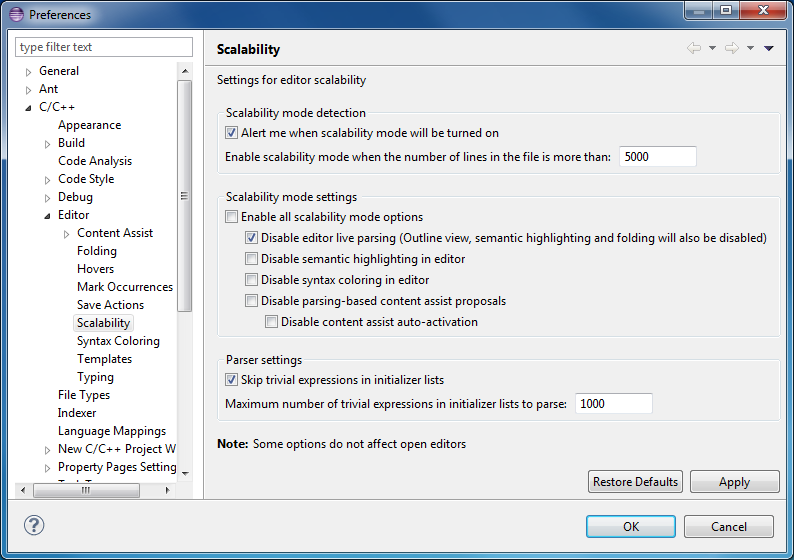 Preferences
type filter text
General
Ant
C/C++
Appearance
Build
Code Analysis
Code Style
Debug
Editor
Content Assist
Folding
Hovers
Mark Occurrences
Save Actions
Scalability
Syntax Coloring
Templates
Typing
File Types
Indexer
Language Mappings
New C/C++ Project W
Property Pages Setting
Scalability
Settings for editor scalability
Scalability mode detection
Alert me when scalability mode will be turned on
Enable scalability mode when the number of lines in the file is more than: 5000
Scalability mode settings
Enable all scalability mode options
Disable editor live parsing (Outline view, semantic highlighting and folding will also be disabled)
Disable semantic highlighting in editor
Disable syntax coloring in editor
Disable parsing-based content assist proposals
Disable content assist auto-activation
Parser settings
Skip trivial expressions in initializer lists
Maximum number of trivial expressions in initializer lists to parse: 1000
Note: Some options do not affect open editors
Restore Defaults Apply
? OK Cancel